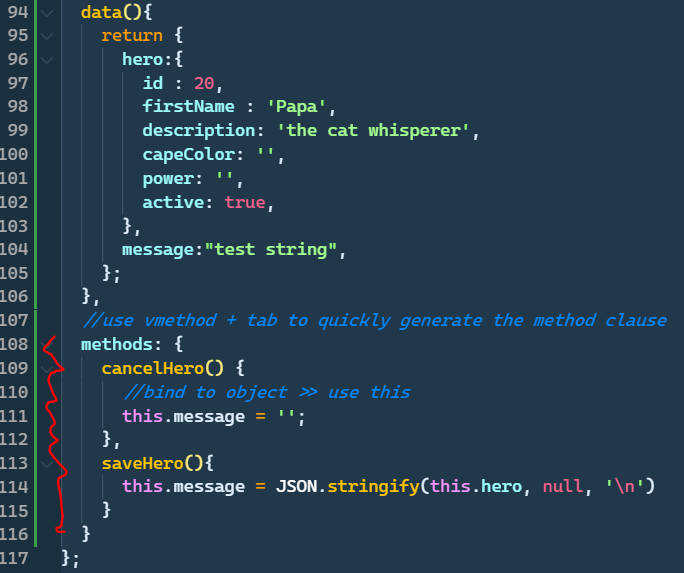 94 data(){
95 return {
96 hero:{
97 id : 20,
98 firstName : 'Papa',
99 description: 'the cat whisperer',
100 capeColor: '',
101 power: '',
102 active: true,
103 },
104 message:"test string",
105 };
106 },
107 //use vmethod + tab to quickly generate the method clause
108 methods: {
109 cancelHero() {
110 //bind to object >> use this
111 this.message = '';
112 },
113 saveHero(){
114 this.message = JSON.stringify(this.hero, null, '\n')
115 }
116 }
117 };